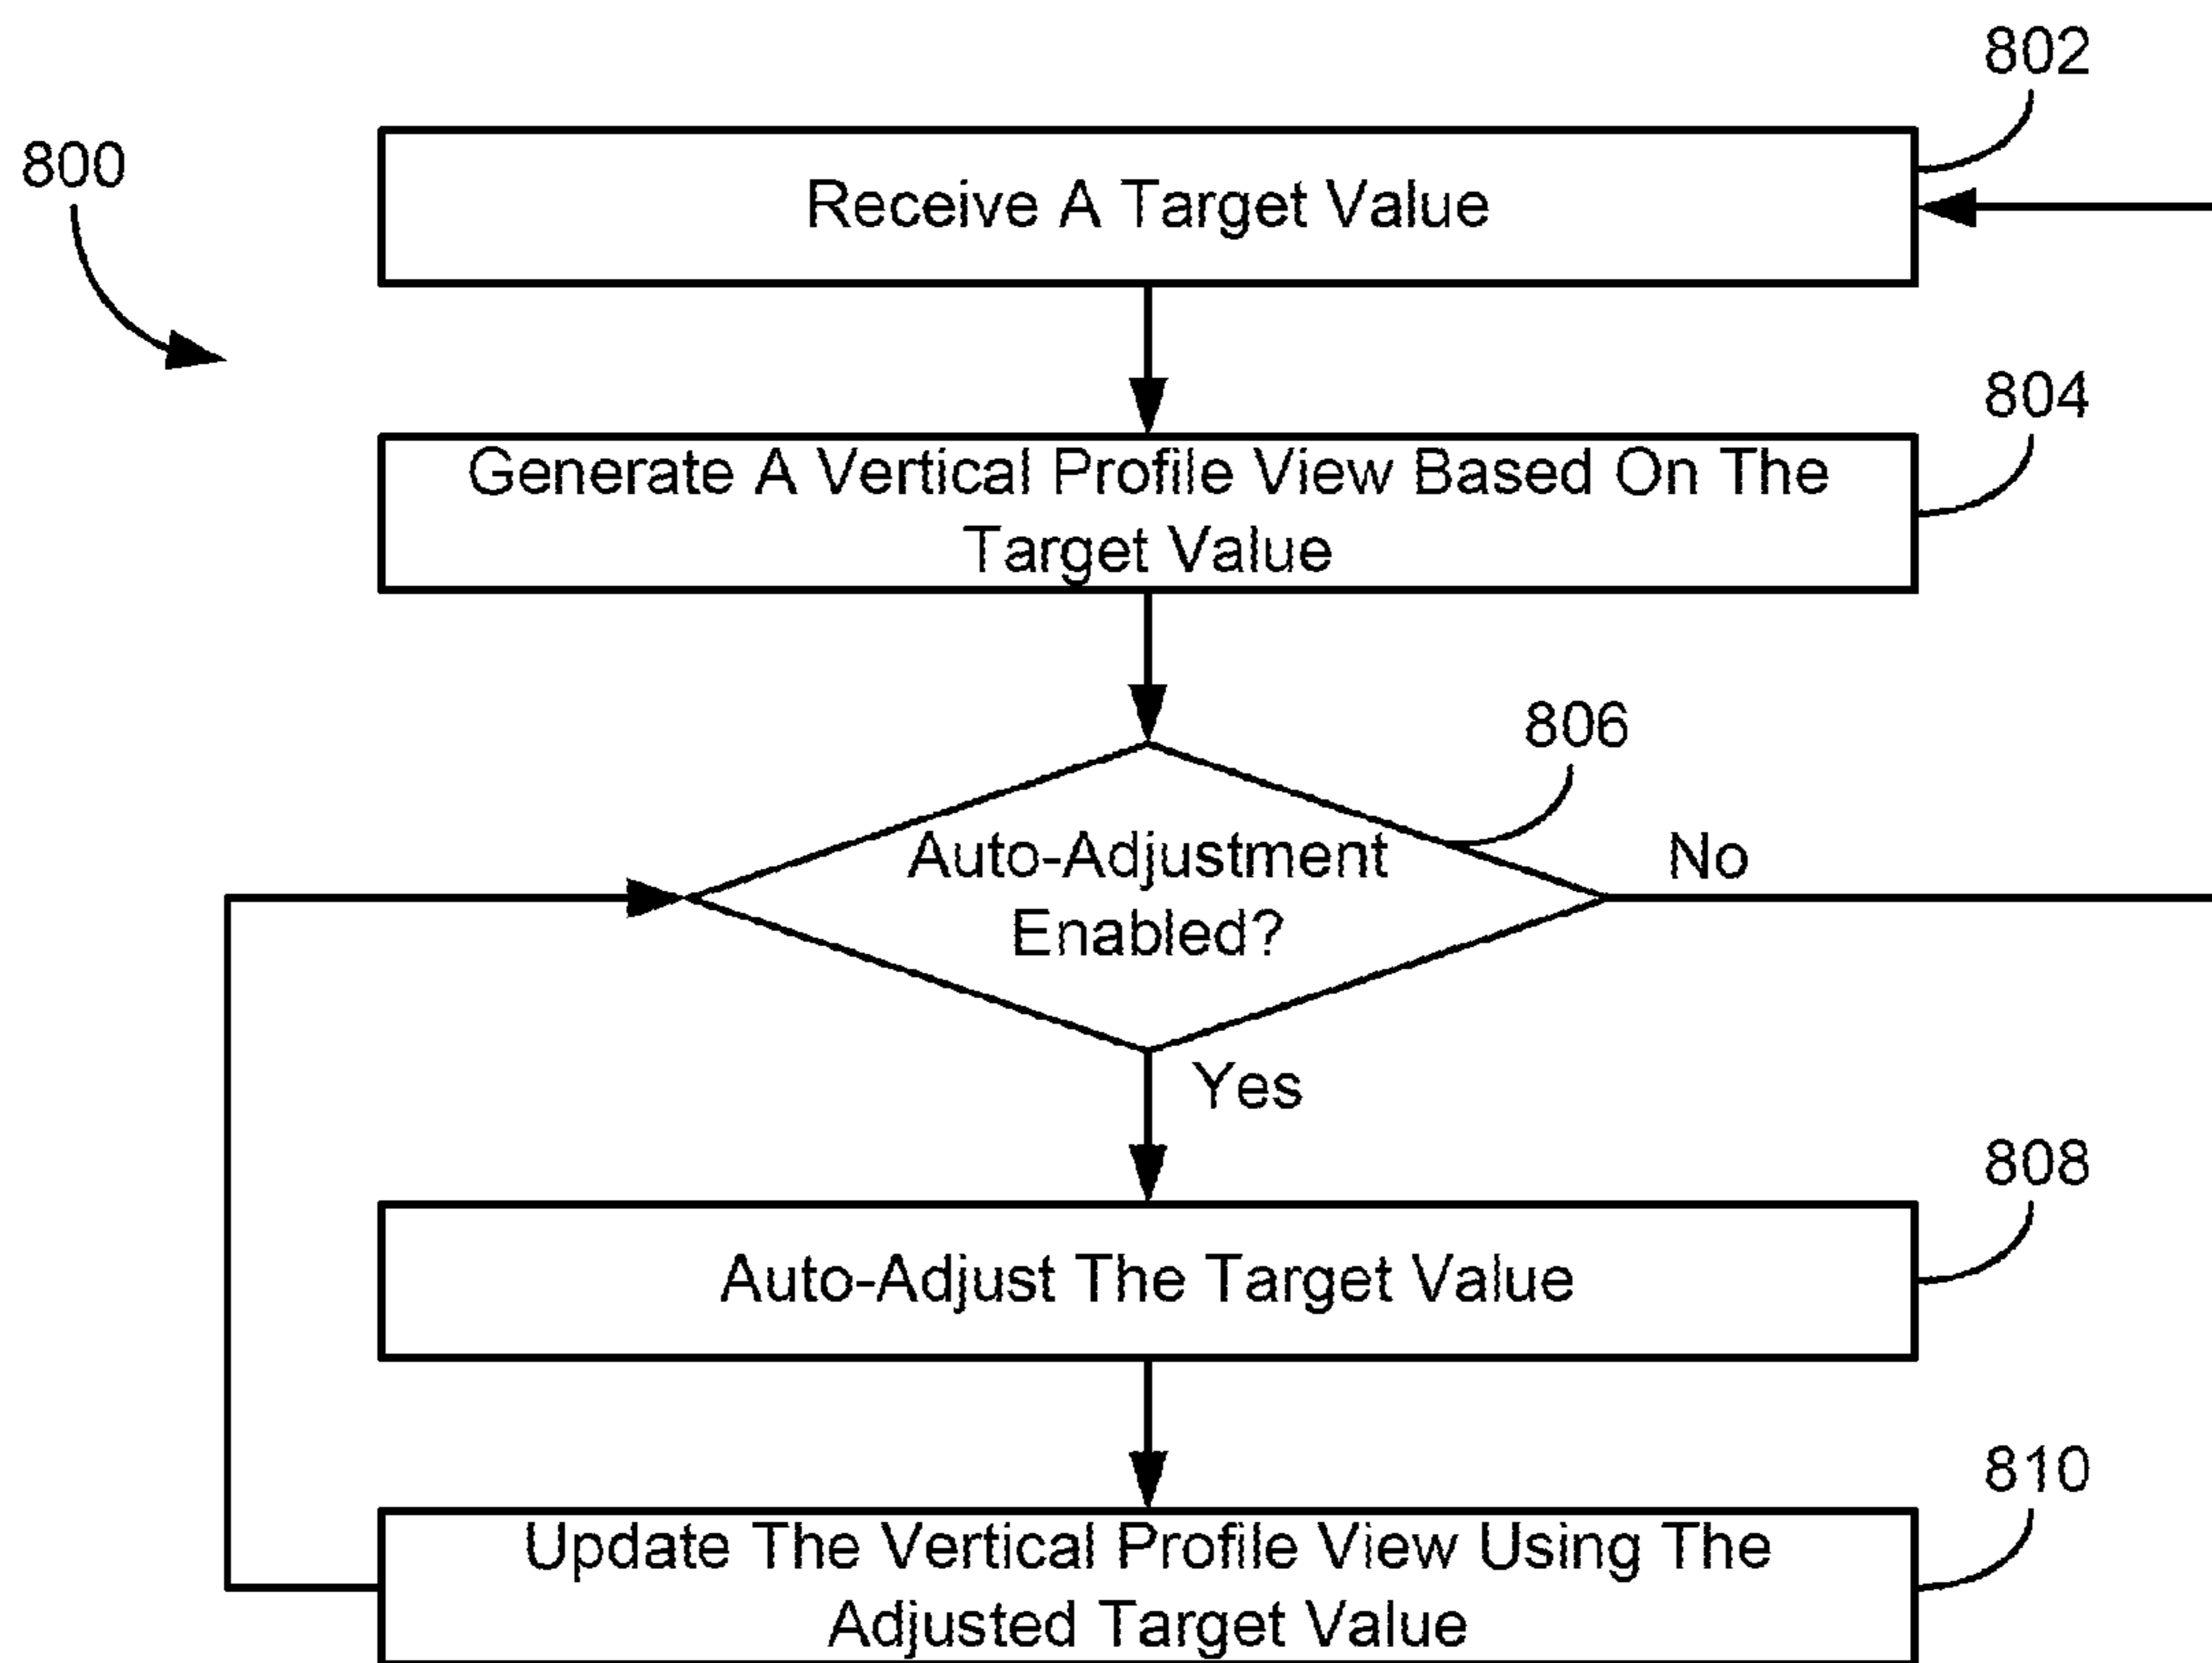 802
800
Receive A Target Value
804
Generate A Vertical Profile View Based On The
Target Value
806
Auto-Adjustment
Enabled?
No
Yes
808
Auto-Adjust The Target Value
810
Update The Vertical Profile View Using The
Adjusted Target Value